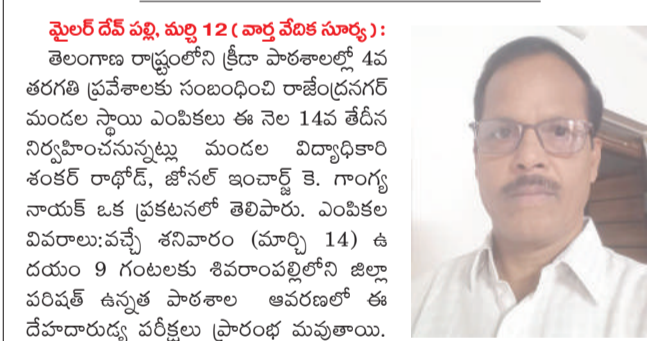 మైలర్ దేవ్ పల్లి, మర్చి 12 ( వార్త వేదిక సూర్య ) :
తెలంగాణ రాష్ట్రంలోని క్రీడా పాఠశాలల్లో 4వ
తరగతి ప్రవేశాలకు సంబంధించి రాజేంద్రనగర్
మండల స్థాయి ఎంపికలు ఈ నెల 14వ తేదీన
నిర్వహించనున్నట్లు మండల విద్యాధికారి
శంకర్ రాథోడ్, జోనల్ ఇంచార్జ్ కె. గాంగ్య
నాయక్ ఒక ప్రకటనలో తెలిపారు. ఎంపికల
వివరాలు:వచ్చే శనివారం (మార్చి 14) ఉ
దయం 9 గంటలకు శివరాంపల్లిలోని జిల్లా
పరిషత్ ఉన్నత పాఠశాల ఆవరణలో ఈ
దేహదారుడ్య పరీక్షలు ప్రారంభ మవుతాయి.